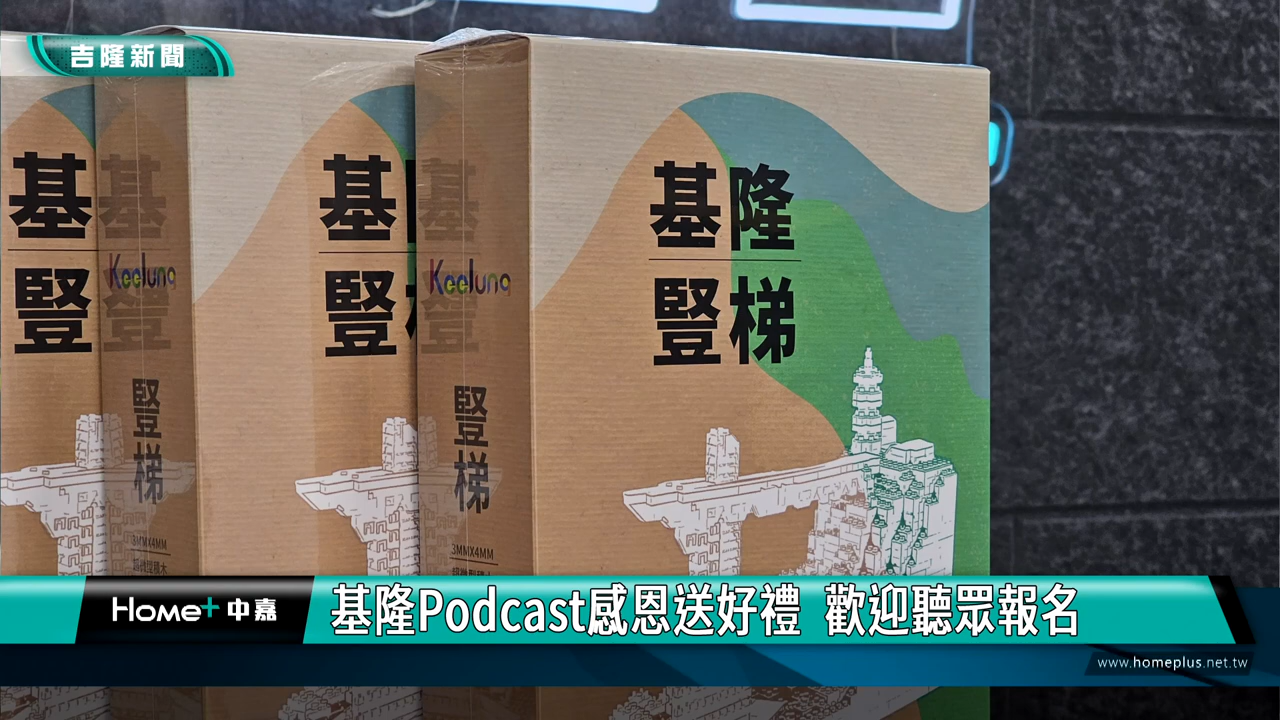 吉隆新聞
基隆
豎梯
基
豎
基
豎
Keelung
豎梯
3MMX4MM
Keelung
豎梯
3MMX4MM
Home+中嘉
基隆Podcast感恩送好禮 歡迎聽眾報名
www.homeplus.net.tw